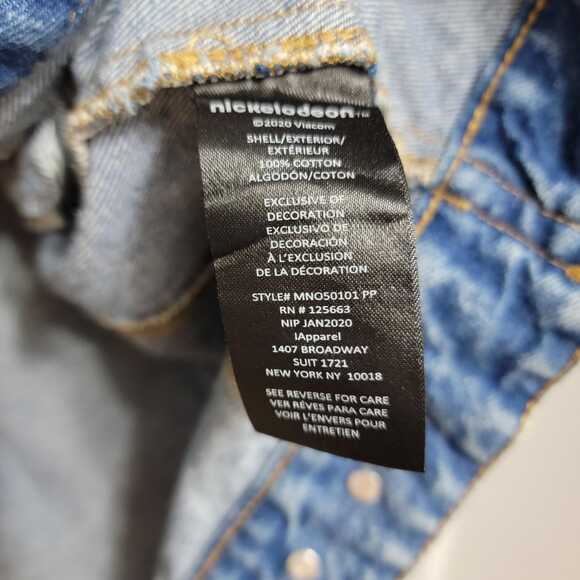 nickelodeon™
©2020 Viacom
SHELL/EXTERIOR/
EXTÉRIEUR
100% COTTON
ALGODÓN/COTON
EXCLUSIVE OF
DECORATION
EXCLUSIVO DE
DECORACIÓN
À L'EXCLUSION
DE LA DÉCORATION
STYLE# MNO50101 PP
RN # 125663
NIP JAN2020
IApparel
1407 BROADWAY
SUIT 1721
NEW YORK NY 10018
SEE REVERSE FOR CARE
VER RÉVES PARA CARE
VOIR L'ENVERS POUR
ENTRETIEN